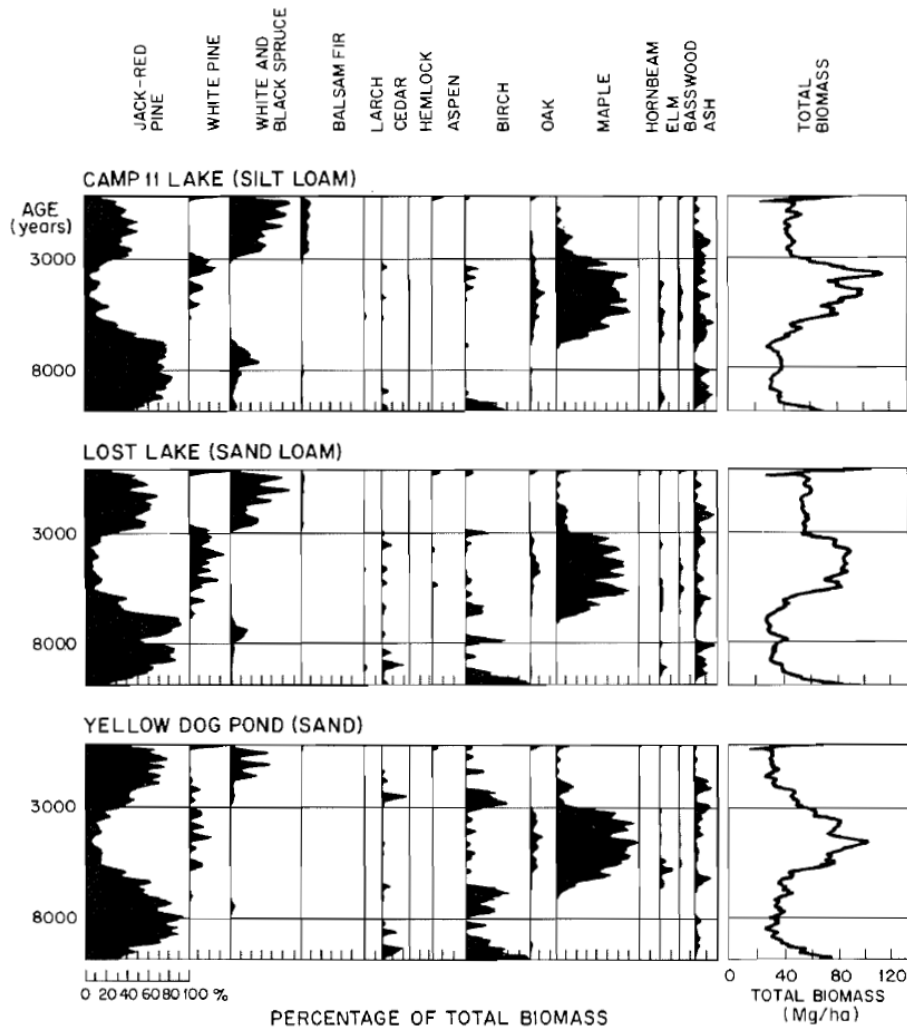 JACK-RED
PINE
WHITE PINE
WHITE AND
BLACK SPRUCE
BALSAM FIR
LARCH
CEDAR
HEMLOCK
ASPEN
BIRCH
OAK
MAPLE
HORNBEAM
ELM
BASSWOOD
ASH
TOTAL
BIOMASS
CAMP 11 LAKE (SILT LOAM)
AGE
(years)
3000
8000
LOST LAKE (SAND LOAM)
3000
8000
YELLOW DOG POND (SAND)
3000
8000
0 20 40 60 80 100 %
0 40 80 120
PERCENTAGE OF TOTAL BIOMASS
TOTAL BIOMASS
(Mg/ha)